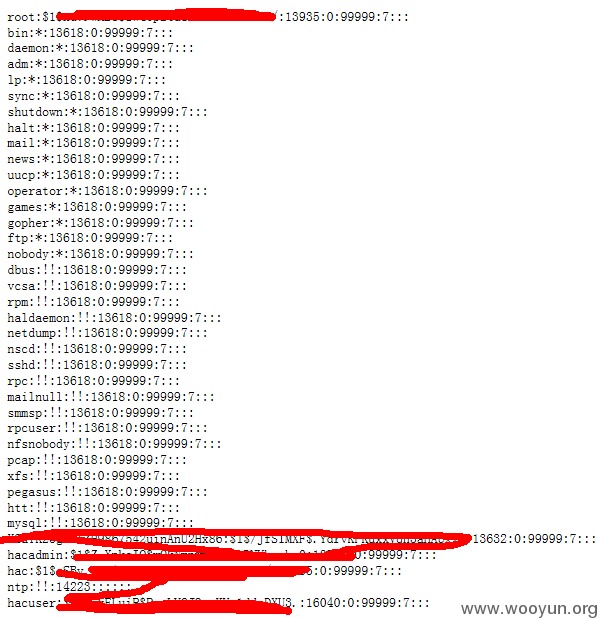 root:$1 :13935:0:99999:7:::
bin:*:13618:0:99999:7:::
daemon:*:13618:0:99999:7:::
adm:*:13618:0:99999:7:::
lp:*:13618:0:99999:7:::
sync:*:13618:0:99999:7:::
shutdown:*:13618:0:99999:7:::
halt:*:13618:0:99999:7:::
mail:*:13618:0:99999:7:::
news:*:13618:0:99999:7:::
uucp:*:13618:0:99999:7:::
operator:*:13618:0:99999:7:::
games:*:13618:0:99999:7:::
gopher:*:13618:0:99999:7:::
ftp:*:13618:0:99999:7:::
nobody:*:13618:0:99999:7:::
dbus:!!:13618:0:99999:7:::
vcsa:!!:13618:0:99999:7:::
rpm:!!:13618:0:99999:7:::
haldaemon:!!:13618:0:99999:7:::
netdump:!!:13618:0:99999:7:::
nscd:!!:13618:0:99999:7:::
sshd:!!:13618:0:99999:7:::
rpc:!!:13618:0:99999:7:::
mailnull:!!:13618:0:99999:7:::
smmsp:!!:13618:0:99999:7:::
rpcuser:!!:13618:0:99999:7:::
nfsnobody:!!:13618:0:99999:7:::
pcap:!!:13618:0:99999:7:::
xfs:!!:13618:0:99999:7:::
pegasus:!!:13618:0:99999:7:::
htt:!!:13618:0:99999:7:::
mysql:!!:13618:0:99999:7:::
:13632:0:99999:7:::
hacadmin: :0:99999:7:::
hac:$1$ :0:99999:7:::
ntp:!!:14223::::::
hacuser: :16040:0:99999:7:::
www.wooyun.org